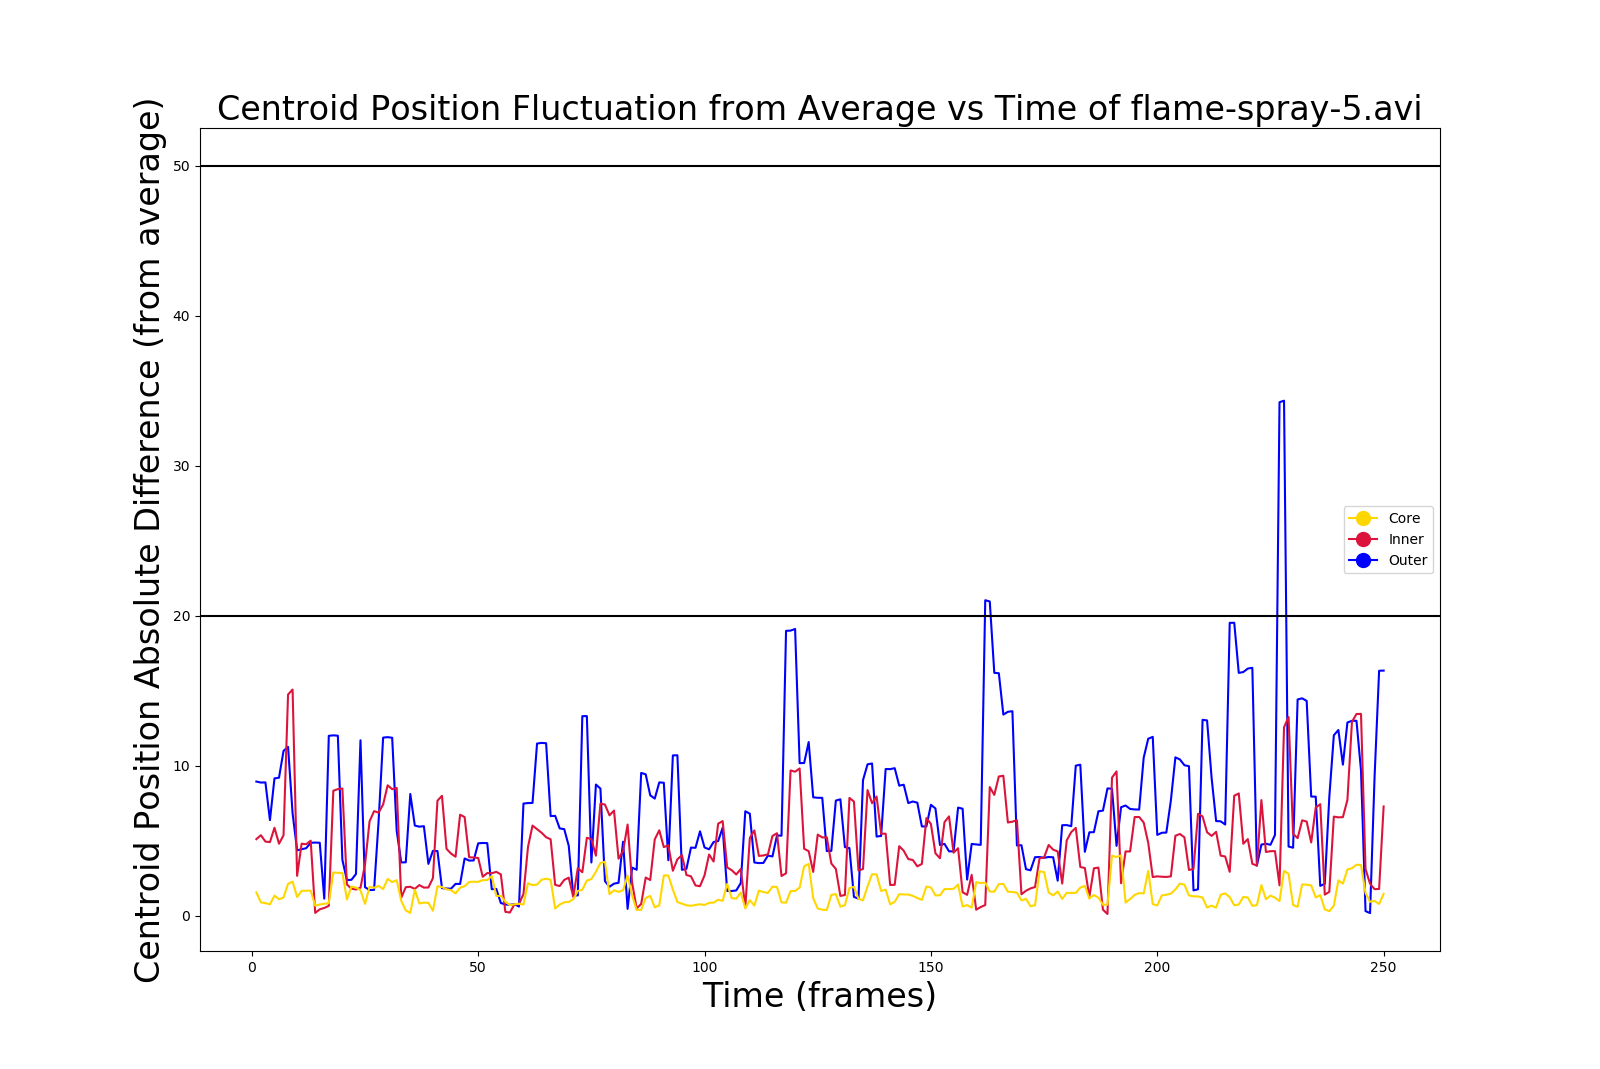 Centroid Position Fluctuation from Average vs Time of flame-spray-5.avi
Centroid Position Absolute Difference (from average)
50
40
30
20
10
0
Core
Inner
Outer
0 50 100 150 200 250
Time (frames)